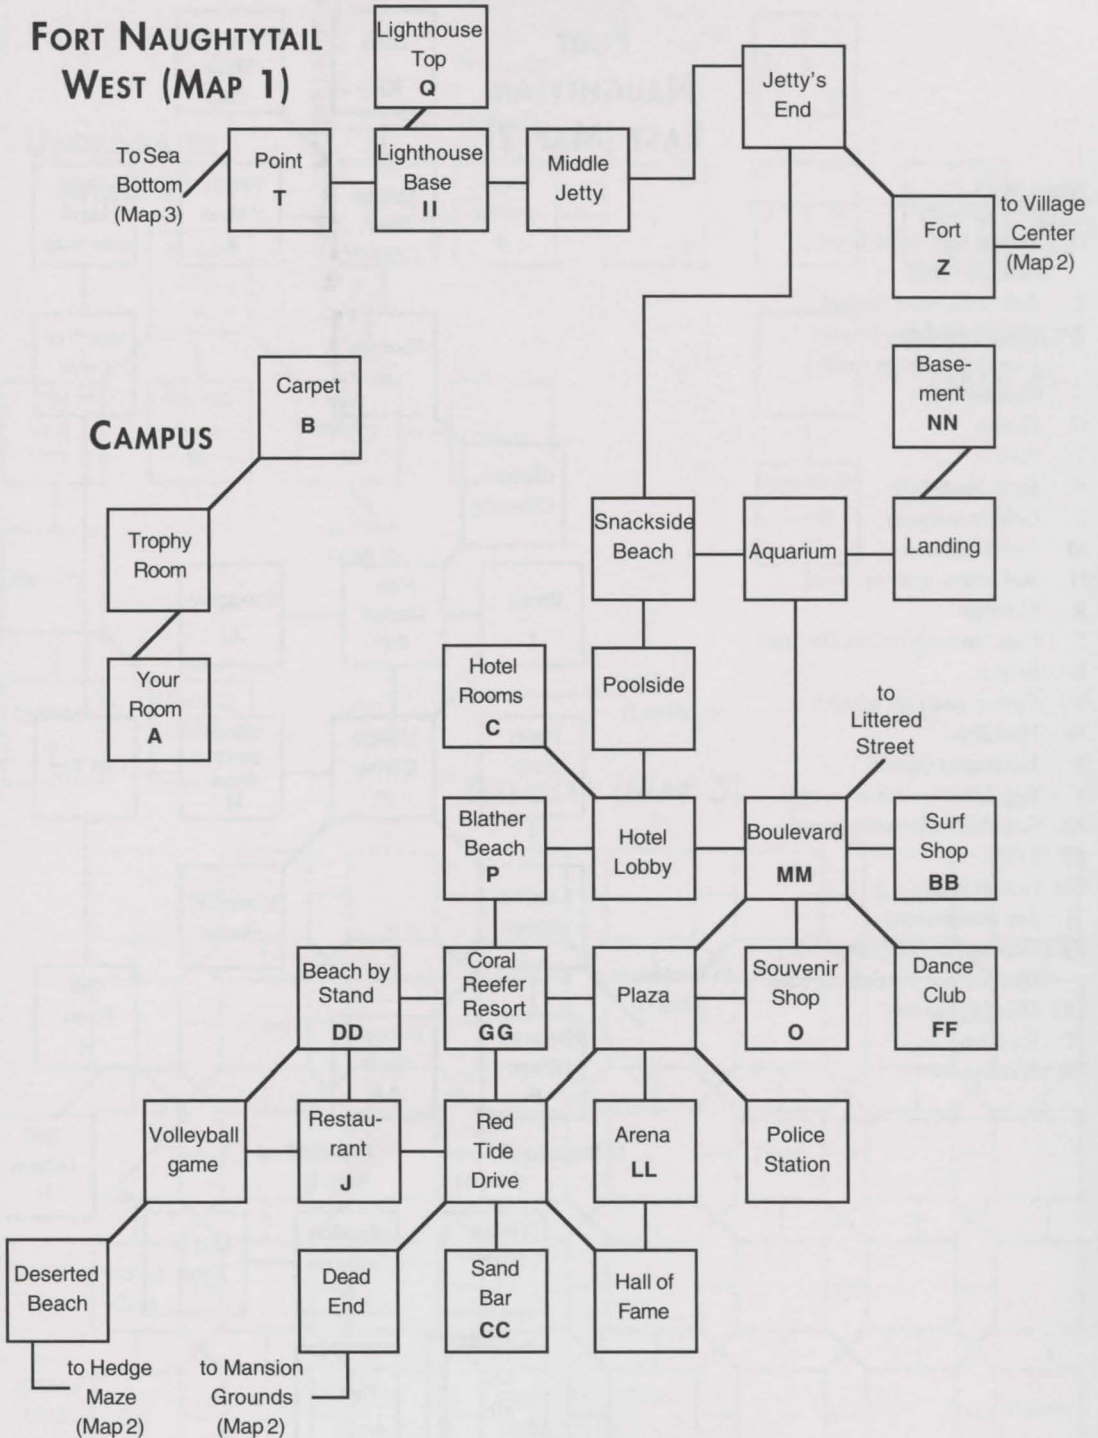 FORT NAUGHTYTAIL
WEST (MAP 1)
Lighthouse
Top
Q
Jetty's
End
To Sea
Bottom
(Map 3)
Point
T
Lighthouse
Base
II
Middle
Jetty
Fort
Z
to Village
Center
(Map 2)
Carpet
B
Base-
ment
NN
CAMPUS
Trophy
Room
Snackside
Beach
Aquarium
Landing
Your
Room
A
Hotel
Rooms
C
Poolside
to
Littered
Street
Blather
Beach
P
Hotel
Lobby
Boulevard
MM
Surf
Shop
BB
Beach by
Stand
DD
Coral
Reefer
Resort
GG
Plaza
Souvenir
Shop
O
Dance
Club
FF
Volleyball
game
Restau-
rant
J
Red
Tide
Drive
Arena
LL
Police
Station
Deserted
Beach
Dead
End
Sand
Bar
CC
Hall of
Fame
to Hedge
Maze
(Map 2)
to Mansion
Grounds
(Map 2)